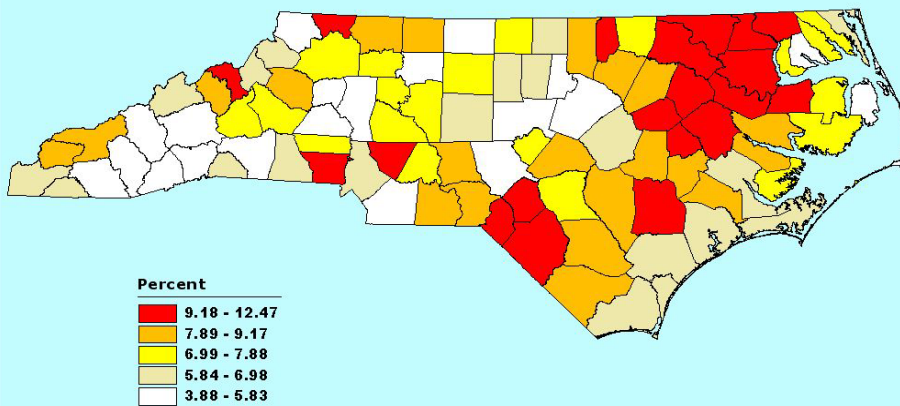 Percent
9.18 - 12.47
7.89 - 9.17
6.99 - 7.88
5.84 - 6.98
3.88 - 5.83